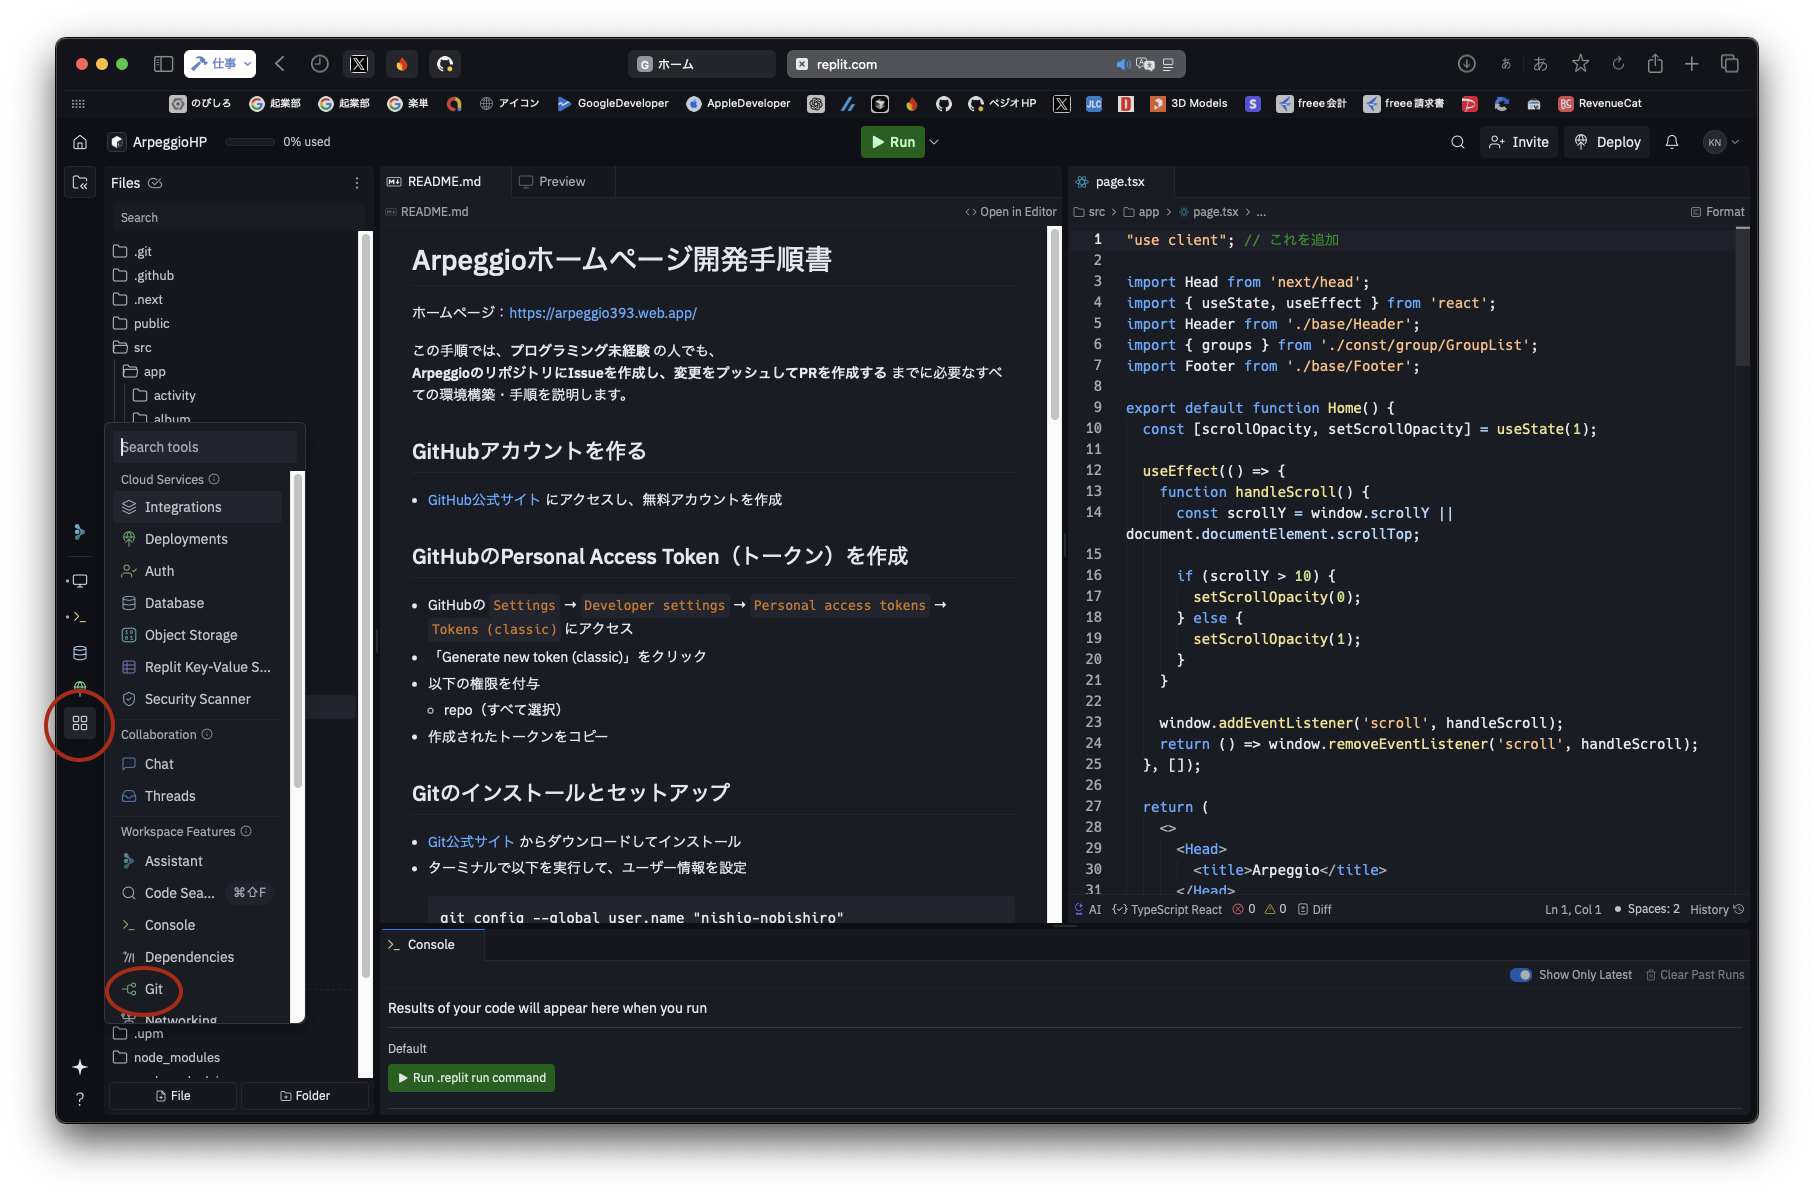 仕事
ホーム
replit.com
あ
あ
のびしろ
起業部
起業部
楽単
アイコン
GoogleDeveloper
AppleDeveloper
ペジオHP
JLC
3D Models
S
freee会計
freee請求書
RevenueCat
ArpeggioHP
0% used
Run
Invite
Deploy
KN
Files
Search
.git
.github
.next
public
src
app
activity
album
Search tools
Cloud Services
Integrations
Deployments
Auth
Database
Object Storage
Replit Key-Value S...
Security Scanner
Collaboration
Chat
Threads
Workspace Features
Assistant
Code Sea... ⌘⇧F
Console
Dependencies
Git
Networking
.upm
node_modules
File
Folder
README.md
Preview
README.md
Open in Editor
Arpeggioホームページ開発手順書
ホームページ：https://arpeggio393.web.app/
この手順では、プログラミング未経験 の人でも、
ArpeggioのリポジトリにIssueを作成し、変更をプッシュしてPRを作成する までに必要なすべ
ての環境構築・手順を説明します。
GitHubアカウントを作る
• GitHub公式サイト にアクセスし、無料アカウントを作成
GitHubのPersonal Access Token（トークン）を作成
• GitHubの Settings → Developer settings → Personal access tokens →
Tokens (classic) にアクセス
• 「Generate new token (classic)」をクリック
• 以下の権限を付与
○ repo（すべて選択）
• 作成されたトークンをコピー
Gitのインストールとセットアップ
• Git公式サイト からダウンロードしてインストール
• ターミナルで以下を実行して、ユーザー情報を設定
git config --global user.name "nishio-nobishiro"
page.tsx
src > app > page.tsx > ...
Format
1 "use client"; // これを追加
2
3 import Head from 'next/head';
4 import { useState, useEffect } from 'react';
5 import Header from './base/Header';
6 import { groups } from './const/group/GroupList';
7 import Footer from './base/Footer';
8
9 export default function Home() {
10 const [scrollOpacity, setScrollOpacity] = useState(1);
11
12 useEffect(() => {
13 function handleScroll() {
14 const scrollY = window.scrollY ||
document.documentElement.scrollTop;
15
16 if (scrollY > 10) {
17 setScrollOpacity(0);
18 } else {
19 setScrollOpacity(1);
20 }
21 }
22
23 window.addEventListener('scroll', handleScroll);
24 return () => window.removeEventListener('scroll', handleScroll);
25 }, []);
26
27 return (
28 <>
29 <Head>
30 <title>Arpeggio</title>
31 </Head>
AI
TypeScript React
0
0
Diff
Ln 1, Col 1
• Spaces: 2
History
Console
Show Only Latest
Clear Past Runs
Results of your code will appear here when you run
Default
Run .replit run command
?